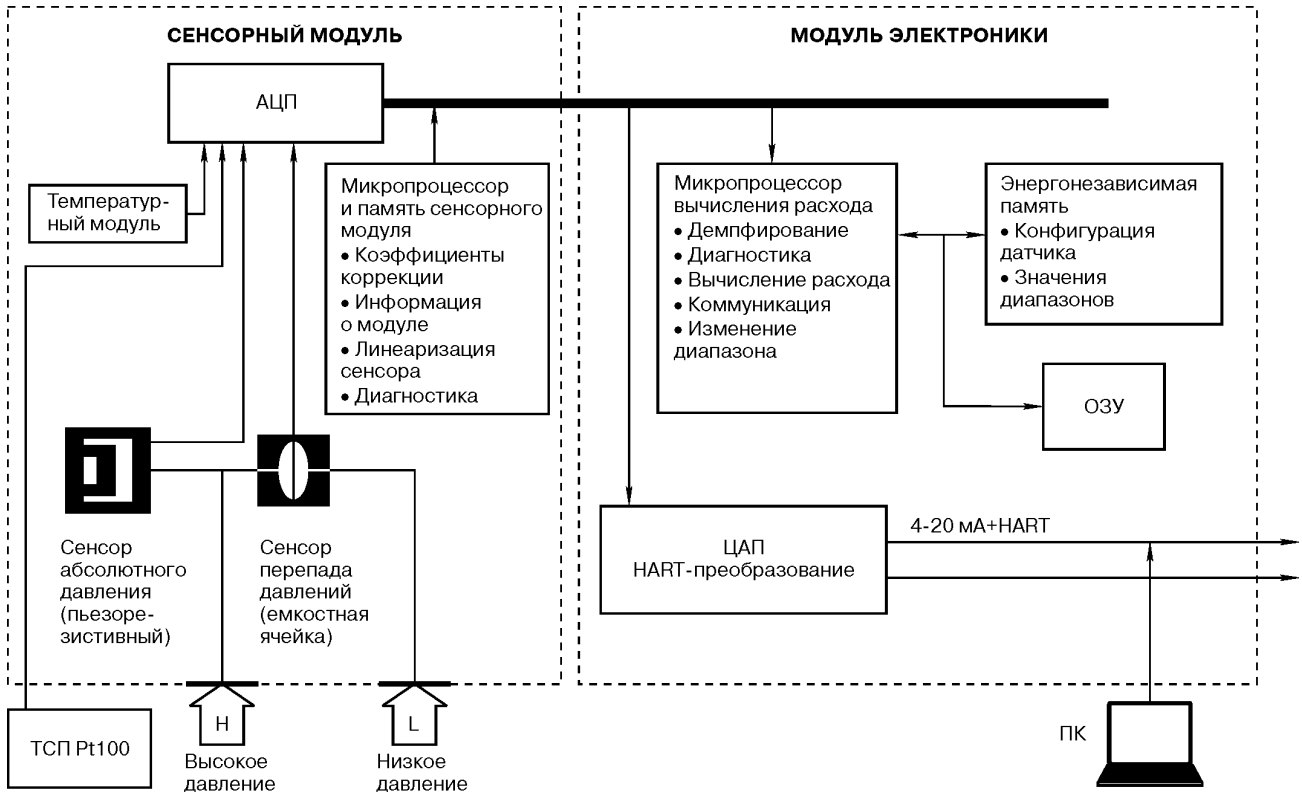 СЕНСОРНЫЙ МОДУЛЬ
АЦП
Температур-
ный модуль
Микропроцессор
и память сенсорного
модуля
• Коэффициенты
коррекции
• Информация
о модуле
• Линеаризация
сенсора
• Диагностика
Сенсор
абсолютного
давления
(пьезоре-
зистивный)
Сенсор
перепада
давлений
(емкостная
ячейка)
ТСП Pt100
H
Высокое
давление
L
Низкое
давление
МОДУЛЬ ЭЛЕКТРОНИКИ
Микропроцессор
вычисления расхода
• Демпфирование
• Диагностика
• Вычисление расхода
• Коммуникация
• Изменение
диапазона
Энергонезависимая
память
• Конфигурация
датчика
• Значения
диапазонов
ОЗУ
ЦАП
HART-преобразование
4-20 мА+HART
ПК